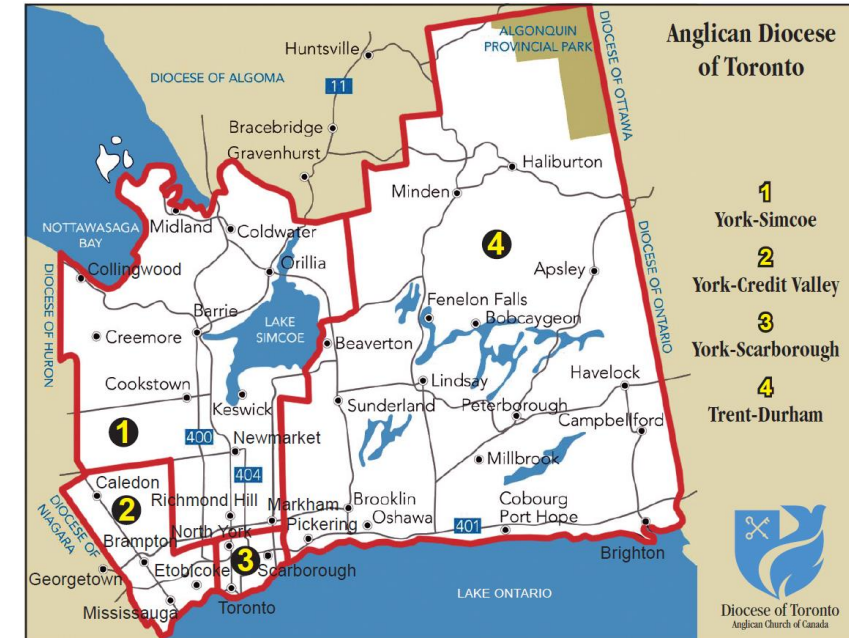 Anglican Diocese
of Toronto
1
York-Simcoe
2
York-Credit Valley
3
York-Scarborough
4
Trent-Durham
Diocese of Toronto
Anglican Church of Canada
ALGONQUIN
PROVINCIAL PARK
DIOCESE OF OTTAWA
Huntsville
DIOCESE OF ALGOMA
11
Bracebridge
Gravenhurst
Haliburton
Minden
Midland
Coldwater
NOTTAWASAGA
BAY
4
DIOCESE OF ONTARIO
Collingwood
Orillia
Apsley
DIOCESE OF HURON
Barrie
LAKE
SIMCOE
Fenelon Falls
Bobcaygeon
Creemore
Beaverton
Cookstown
Lindsay
Havelock
Keswick
Sunderland
Peterborough
Campbellford
1
400
Newmarket
404
Millbrook
Caledon
2
Richmond Hill
Markham
Brooklin
Cobourg
DIOCESE OF
NIAGARA
North York
Pickering
Oshawa
401
Port Hope
Brampton
Brighton
Georgetown
Etobicoke
3
Scarborough
Mississauga
Toronto
LAKE ONTARIO